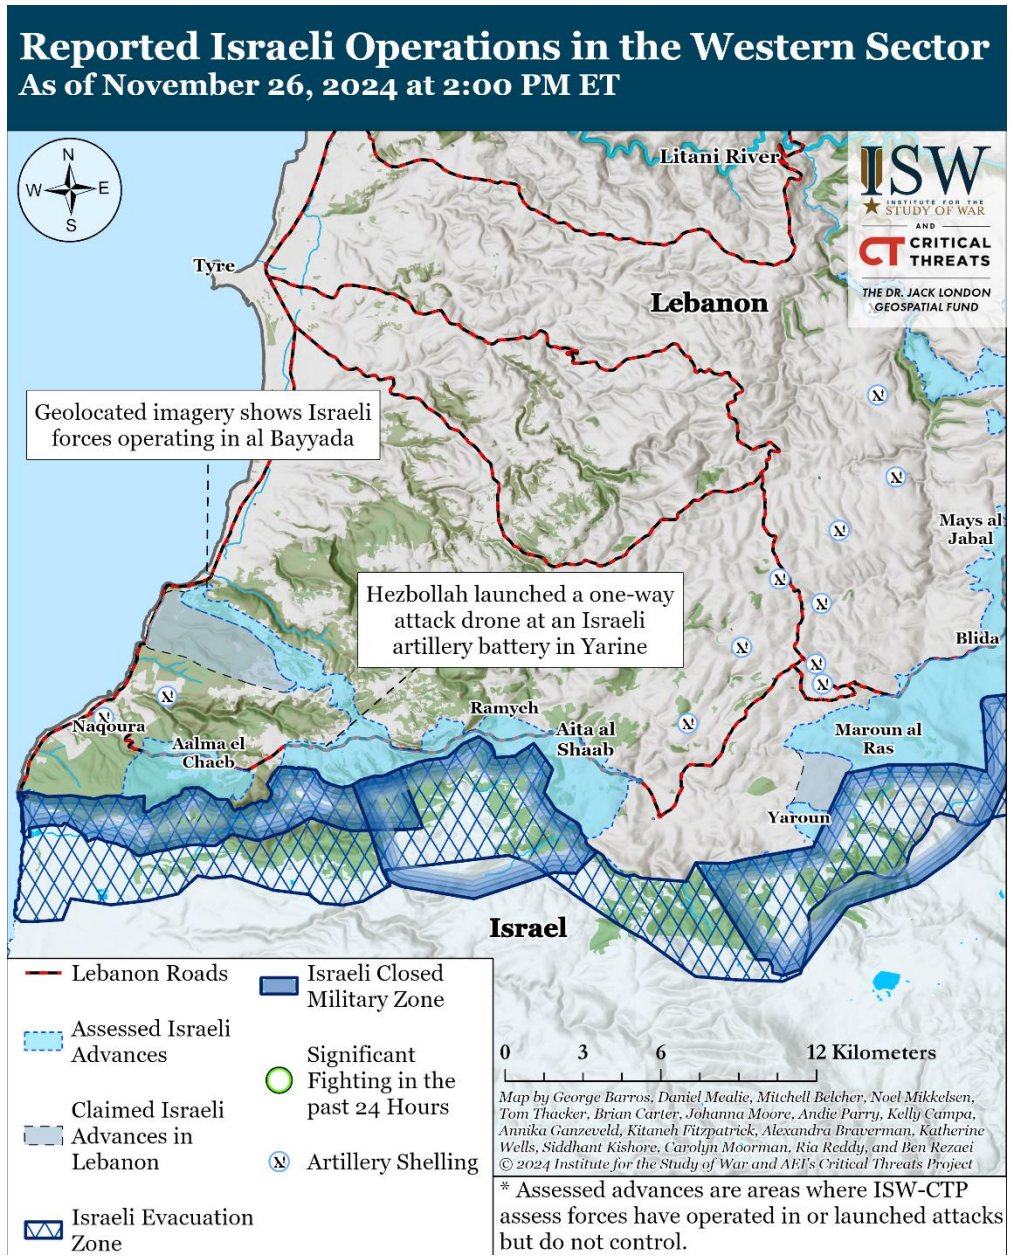 Reported Israeli Operations in the Western Sector
As of November 26, 2024 at 2:00 PM ET
N
W E
S
Litani River
ISW
INSTITUTE FOR THE
STUDY OF WAR
AND
CT CRITICAL
THREATS
THE DR. JACK LONDON
GEOSPATIAL FUND
Tyre
Lebanon
Geolocated imagery shows Israeli
forces operating in al Bayyada
Mays al
Jabal
Hezbollah launched a one-way
attack drone at an Israeli
artillery battery in Yarine
Blida
Naqoura
Aalma el
Chaeb
Ramyeh
Aita al
Shaab
Maroun al
Ras
Yaroun
Israel
Lebanon Roads
Assessed Israeli
Advances
Claimed Israeli
Advances in
Lebanon
Israeli Evacuation
Zone
Israeli Closed
Military Zone
Significant
Fighting in the
past 24 Hours
Artillery Shelling
0 3 6 12 Kilometers
Map by George Barros, Daniel Mealie, Mitchell Belcher, Noel Mikkelsen,
Tom Thacker, Brian Carter, Johanna Moore, Andie Parry, Kelly Campa,
Annika Ganzeveld, Kitaneh Fitzpatrick, Alexandra Braverman, Katherine
Wells, Siddhant Kishore, Carolyn Moorman, Ria Reddy, and Ben Rezaei
© 2024 Institute for the Study of War and AEI's Critical Threats Project
* Assessed advances are areas where ISW-CTP
assess forces have operated in or launched attacks
but do not control.